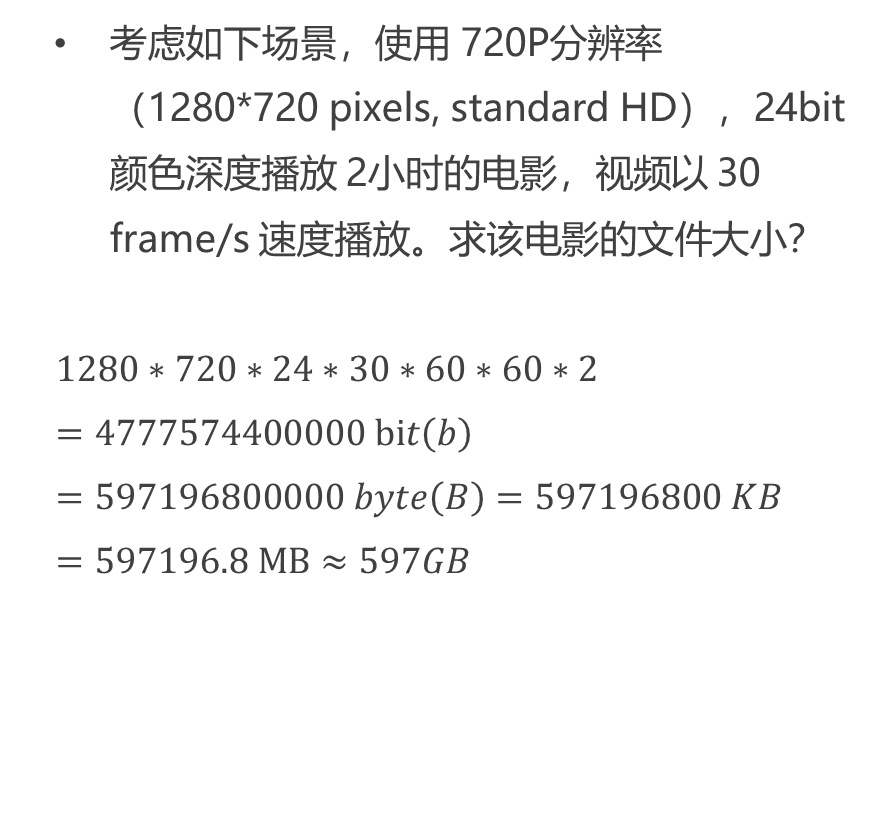 • 考虑如下场景，使用 720P分辨率
（1280*720 pixels, standard HD），24bit
颜色深度播放 2小时的电影，视频以 30
frame/s 速度播放。求该电影的文件大小？
1280 ∗ 720 ∗ 24 ∗ 30 ∗ 60 ∗ 60 ∗ 2
= 4777574400000 bit(b)
= 597196800000 byte(B) = 597196800 KB
= 597196.8 MB ≈ 597GB